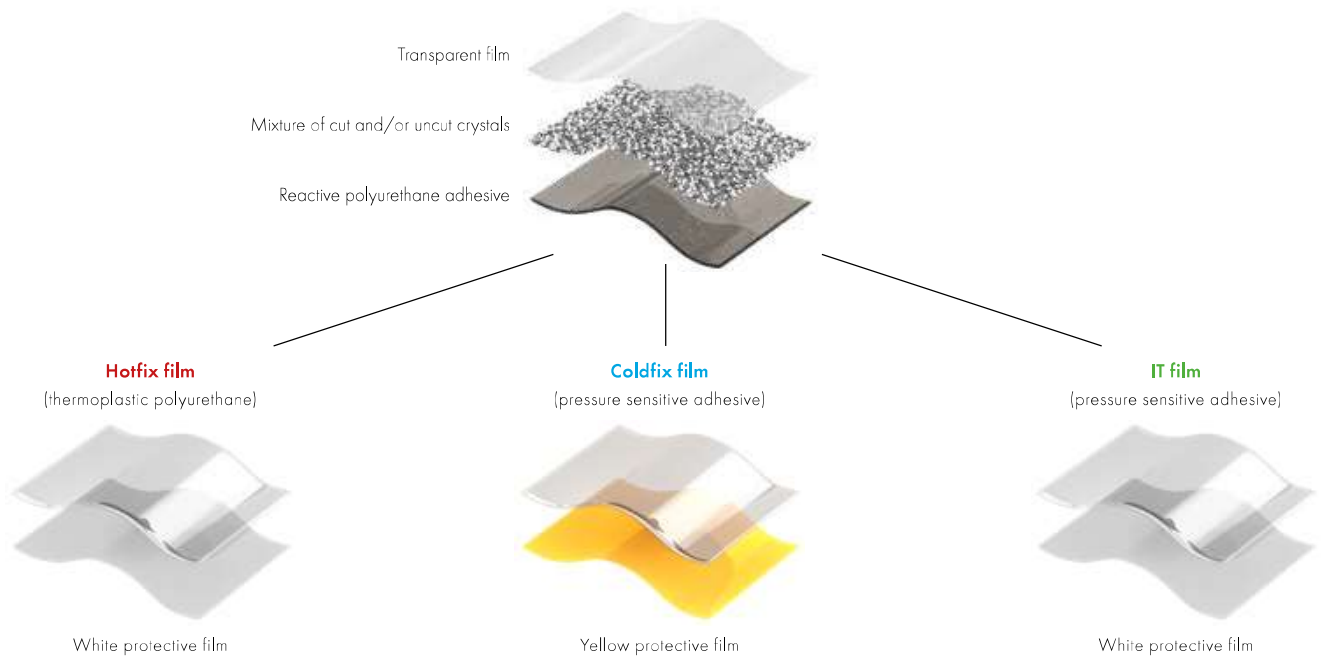 Transparent film
Mixture of cut and/or uncut crystals
Reactive polyurethane adhesive
Hotfix film
(thermoplastic polyurethane)
Coldfix film
(pressure sensitive adhesive)
IT film
(pressure sensitive adhesive)
White protective film
Yellow protective film
White protective film